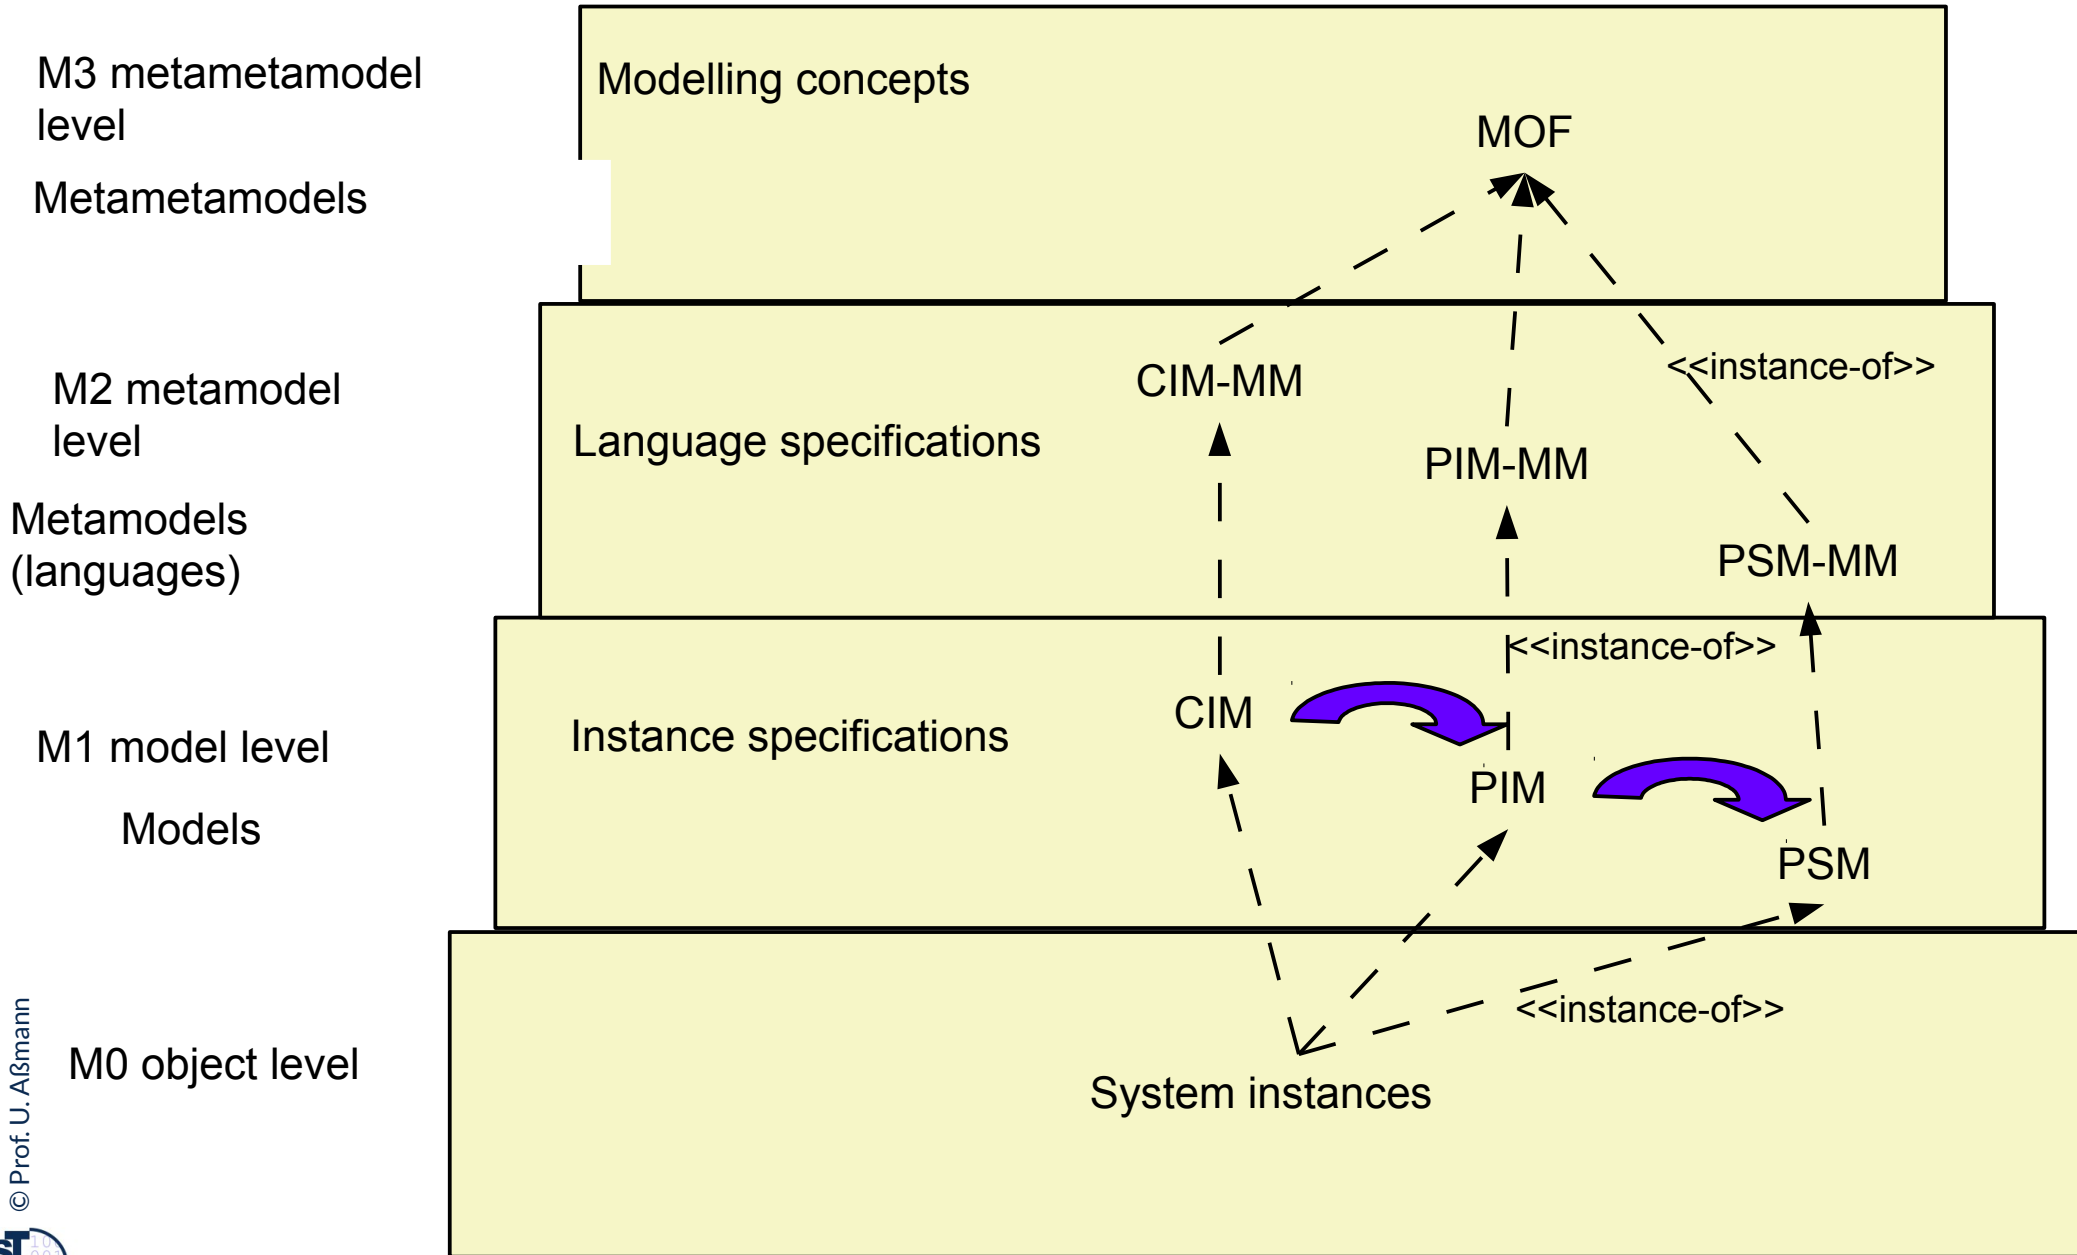 M3 metametamodel
level
Metametamodels
Modelling concepts
MOF
M2 metamodel
level
Metamodels
(languages)
Language specifications
CIM-MM
PIM-MM
PSM-MM
<<instance-of>>
M1 model level
Models
Instance specifications
<<instance-of>>
CIM
PIM
PSM
M0 object level
<<instance-of>>
System instances
© Prof. U. Aßmann